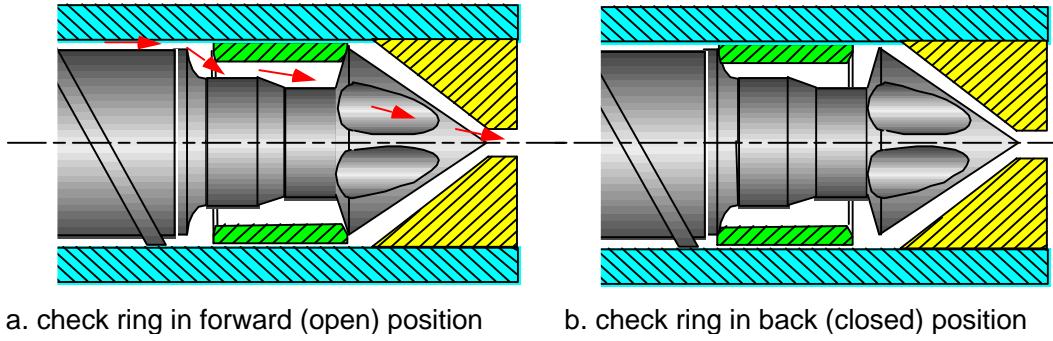 a. check ring in forward (open) position
b. check ring in back (closed) position